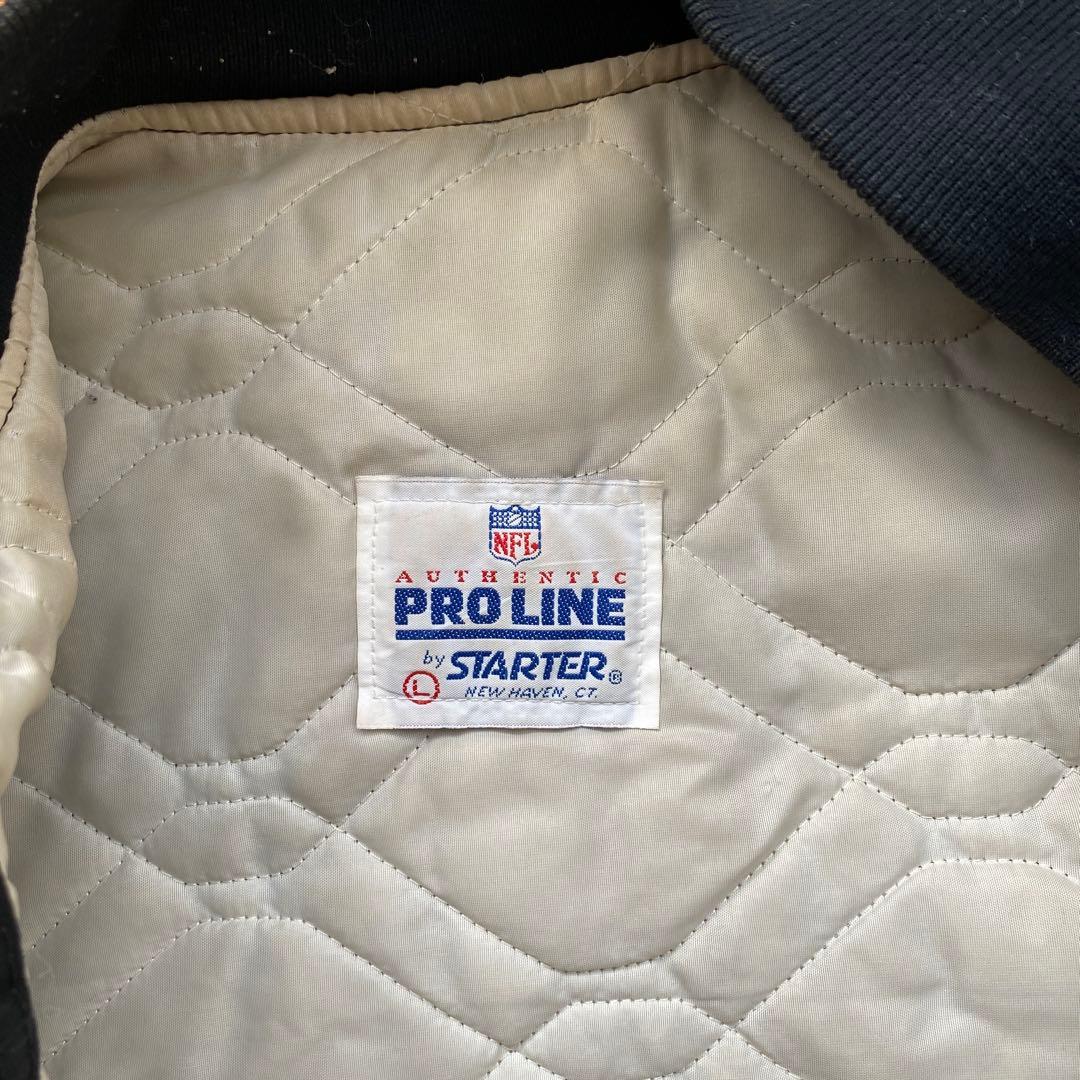 NFL
AUTHENTIC
PRO LINE
by STARTER®
L
NEW HAVEN, CT.